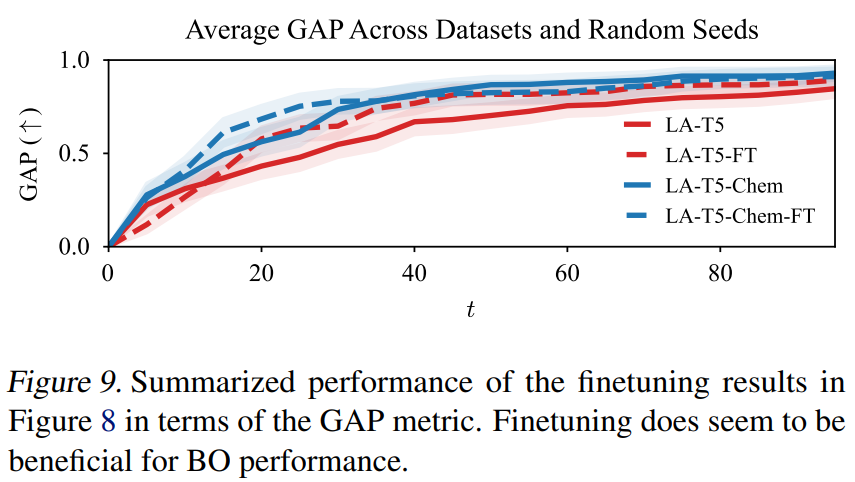 Average GAP Across Datasets and Random Seeds
1.0
0.5
0.0
GAP (↑)
LA-T5
LA-T5-FT
LA-T5-Chem
LA-T5-Chem-FT
0 20 40 60 80
t
Figure 9. Summarized performance of the finetuning results in
Figure 8 in terms of the GAP metric. Finetuning does seem to be
beneficial for BO performance.